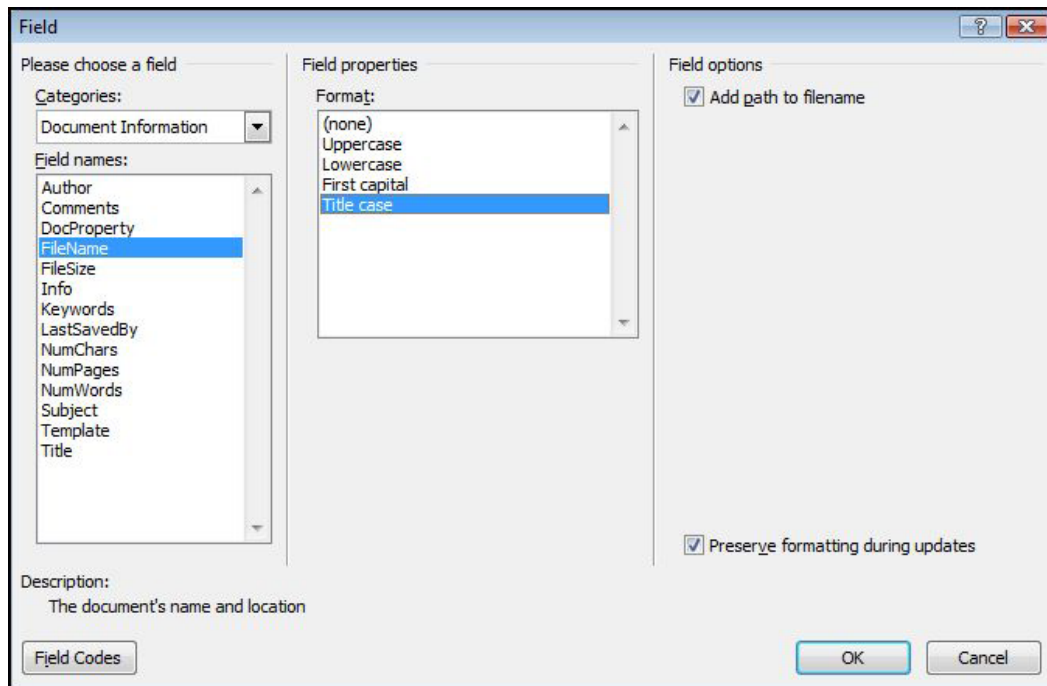 Field
Please choose a field
Categories:
Document Information
Field names:
Author
Comments
DocProperty
FileName
FileSize
Info
Keywords
LastSavedBy
NumChars
NumPages
NumWords
Subject
Template
Title
Field properties
Format:
(none)
Uppercase
Lowercase
First capital
Title case
Field options
Add path to filename
Preserve formatting during updates
Description:
The document's name and location
Field Codes
OK
Cancel